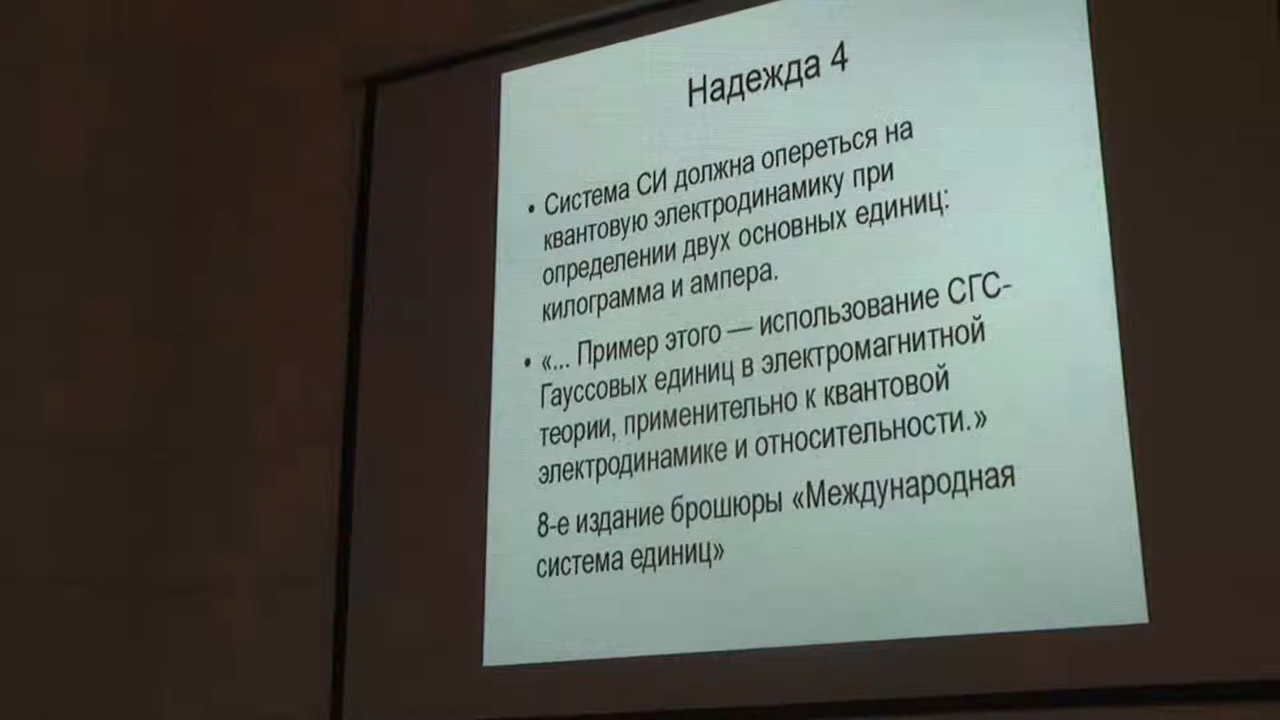 Надежда 4
• Система СИ должна опереться на
квантовую электродинамику при
определении двух основных единиц:
килограмма и ампера.
• «... Пример этого — использование СГС-
Гауссовых единиц в электромагнитной
теории, применительно к квантовой
электродинамике и относительности.»
8-е издание брошюры «Международная
система единиц»